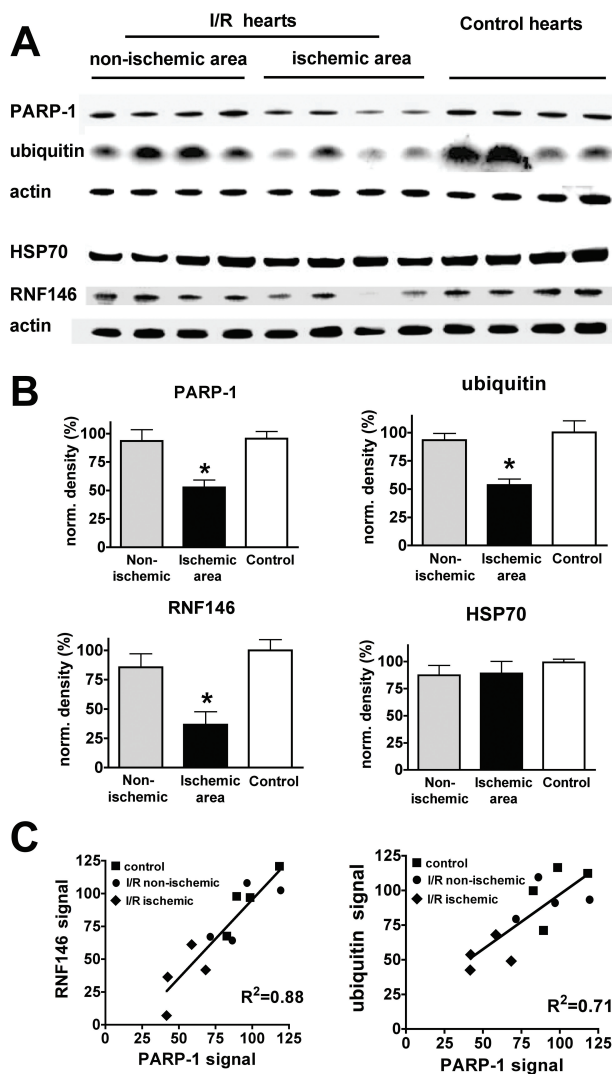 A
I/R hearts
Control hearts
non-ischemic area
ischemic area
PARP-1
ubiquitin
actin
HSP70
RNF146
actin
B
PARP-1
norm. density (%)
100
75
50
25
0
Non-
ischemic
Ischemic
area
Control
*
ubiquitin
norm. density (%)
100
75
50
25
0
Non-
ischemic
Ischemic
area
Control
*
RNF146
norm. density (%)
100
75
50
25
0
Non-
ischemic
Ischemic
area
Control
*
HSP70
norm. density (%)
100
75
50
25
0
Non-
ischemic
Ischemic
area
Control
C
RNF146 signal
125
100
75
50
25
0
control
I/R non-ischemic
I/R ischemic
R²=0.88
0 25 50 75 100 125
PARP-1 signal
ubiquitin signal
125
100
75
50
25
0
control
I/R non-ischemic
I/R ischemic
R²=0.71
0 25 50 75 100 125
PARP-1 signal